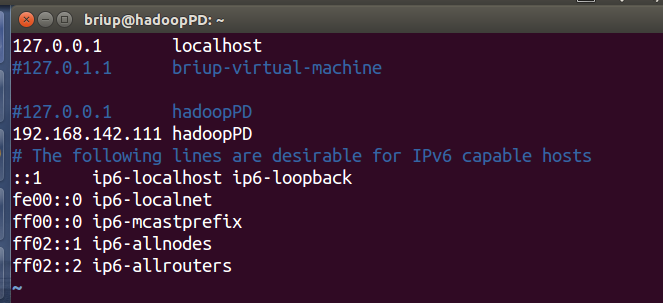 briup@hadoopPD: ~
127.0.0.1 localhost
#127.0.1.1 briup-virtual-machine
#127.0.0.1 hadoopPD
192.168.142.111 hadoopPD
# The following lines are desirable for IPv6 capable hosts
::1 ip6-localhost ip6-loopback
fe00::0 ip6-localnet
ff00::0 ip6-mcastprefix
ff02::1 ip6-allnodes
ff02::2 ip6-allrouters
~